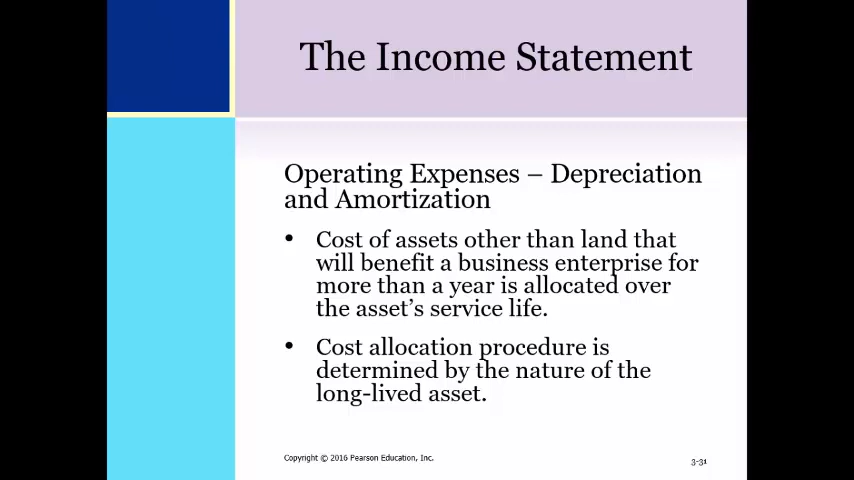 The Income Statement
Operating Expenses – Depreciation
and Amortization
• Cost of assets other than land that
will benefit a business enterprise for
more than a year is allocated over
the asset’s service life.
• Cost allocation procedure is
determined by the nature of the
long-lived asset.
Copyright © 2016 Pearson Education, Inc.
3-31